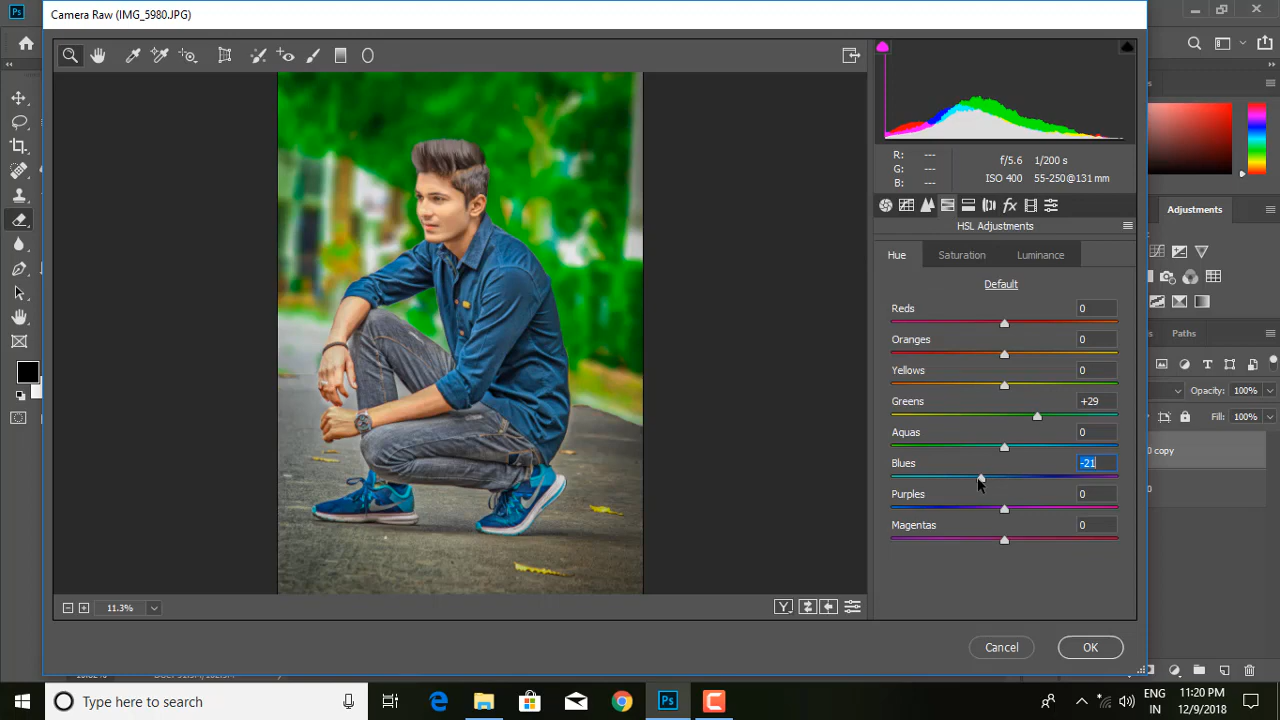 Ps
Camera Raw (IMG_5980.JPG)
R: ---
G: ---
B: ---
f/5.6 1/200 s
ISO 400 55-250@131 mm
fx
HSL Adjustments
Hue Saturation Luminance
Default
Reds 0
Oranges 0
Yellows 0
Greens +29
Aquas 0
Blues -21
Purples 0
Magentas 0
11.3%
Y
Cancel OK
Adjustments
Paths
T
Opacity: 100%
Fill: 100%
copy
Type here to search
Ps
C
ENG
IN
11:20 PM
12/9/2018